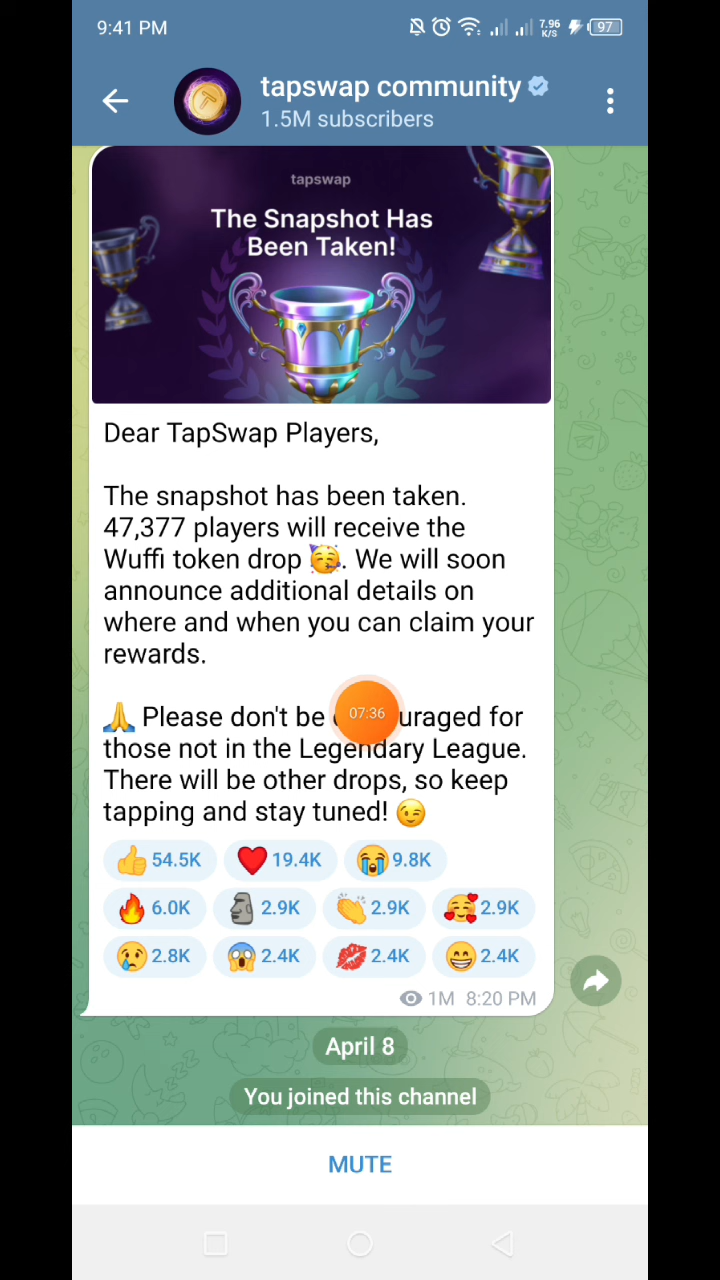 9:41 PM
7.96 K/S
97
tapswap community
1.5M subscribers
tapswap
The Snapshot Has
Been Taken!
Dear TapSwap Players,
The snapshot has been taken.
47,377 players will receive the
Wuffi token drop 🥳. We will soon
announce additional details on
where and when you can claim your
rewards.
🙏 Please don't be uraged for
07:36
those not in the Legendary League.
There will be other drops, so keep
tapping and stay tuned! 😉
👍 54.5K ❤️ 19.4K 😭 9.8K
🔥 6.0K 🗿 2.9K 👏 2.9K 🥰 2.9K
😢 2.8K 😱 2.4K 💋 2.4K 😁 2.4K
1M 8:20 PM
April 8
You joined this channel
MUTE